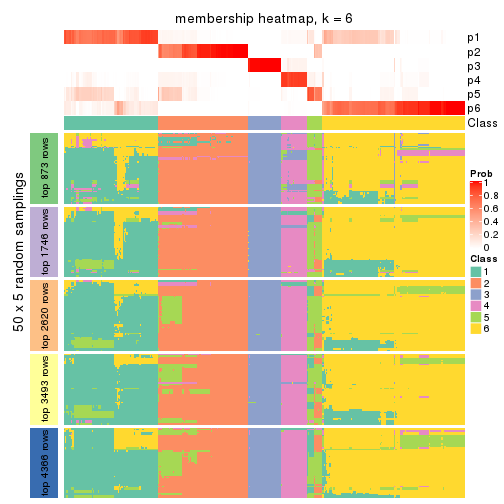 membership heatmap, k = 6
p1
p2
p3
p4
p5
p6
Class
50 x 5 random samplings
top 873 rows
top 1746 rows
top 2620 rows
top 3493 rows
top 4366 rows
Prob
1
0.8
0.6
0.4
0.2
0
Class
1
2
3
4
5
6